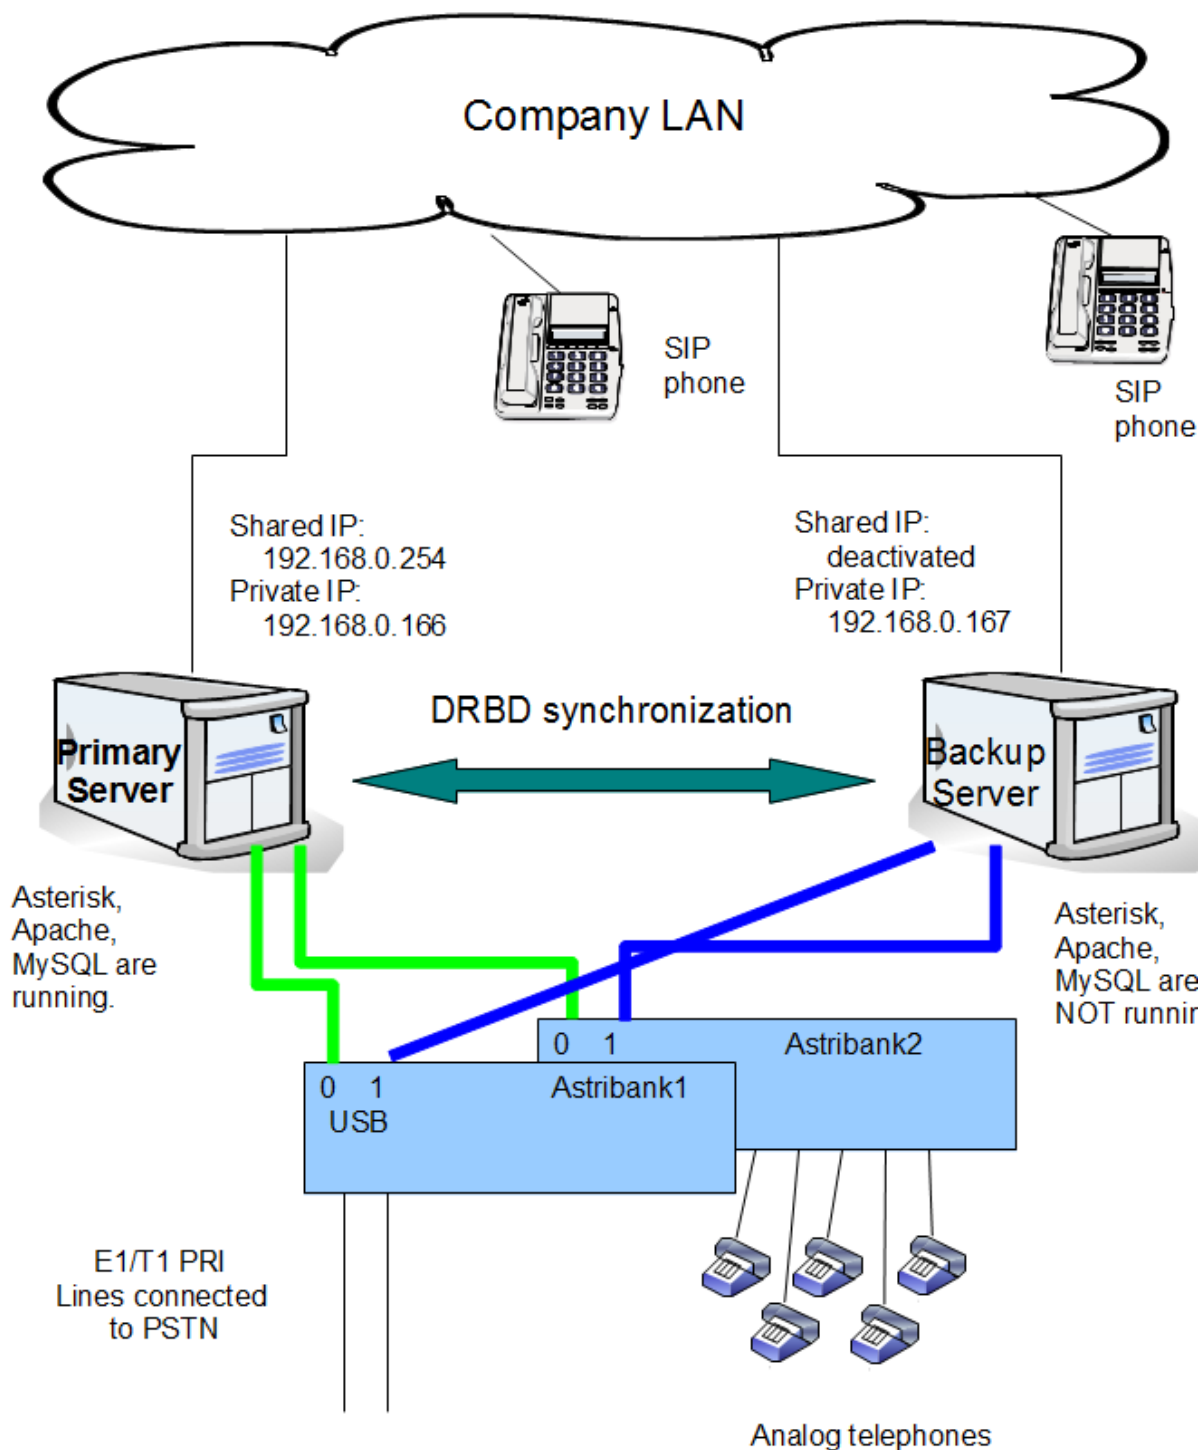 Company LAN
SIP
phone
SIP
phone
Shared IP:
192.168.0.254
Private IP:
192.168.0.166
Shared IP:
deactivated
Private IP:
192.168.0.167
DRBD synchronization
Primary
Server
Backup
Server
Asterisk,
Apache,
MySQL are
running.
Asterisk,
Apache,
MySQL are
NOT runnin
0 1 Astribank2
0 1 Astribank1
USB
E1/T1 PRI
Lines connected
to PSTN
Analog telephones